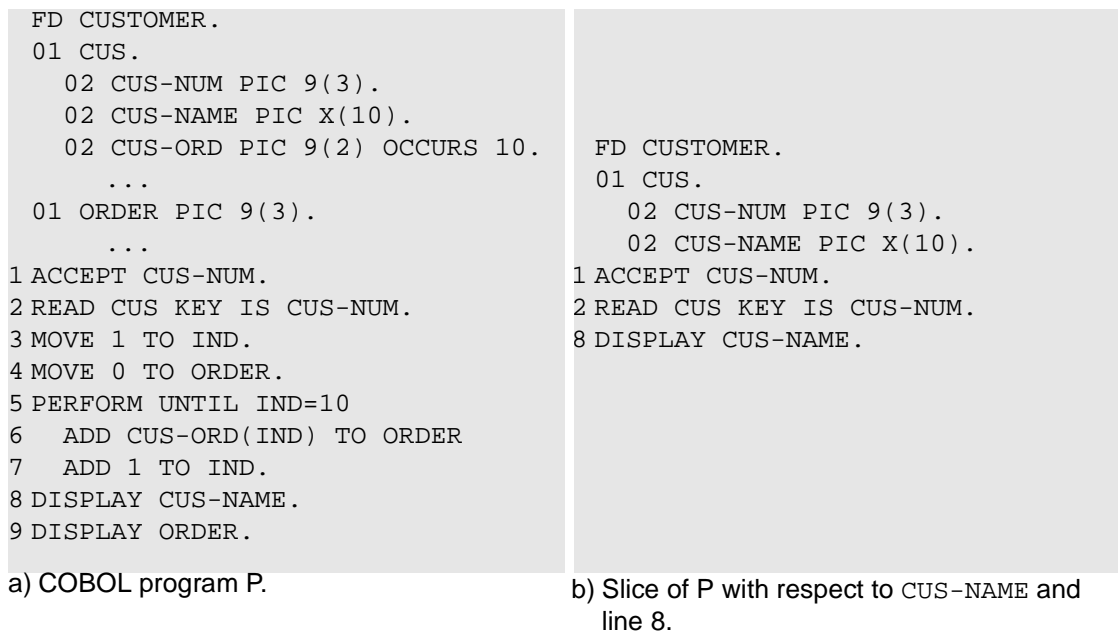 FD CUSTOMER.
01 CUS.
02 CUS-NUM PIC 9(3).
02 CUS-NAME PIC X(10).
02 CUS-ORD PIC 9(2) OCCURS 10.
...
01 ORDER PIC 9(3).
...
1 ACCEPT CUS-NUM.
2 READ CUS KEY IS CUS-NUM.
3 MOVE 1 TO IND.
4 MOVE 0 TO ORDER.
5 PERFORM UNTIL IND=10
6 ADD CUS-ORD(IND) TO ORDER
7 ADD 1 TO IND.
8 DISPLAY CUS-NAME.
9 DISPLAY ORDER.
a) COBOL program P.
FD CUSTOMER.
01 CUS.
02 CUS-NUM PIC 9(3).
02 CUS-NAME PIC X(10).
1 ACCEPT CUS-NUM.
2 READ CUS KEY IS CUS-NUM.
8 DISPLAY CUS-NAME.
b) Slice of P with respect to CUS-NAME and
line 8.